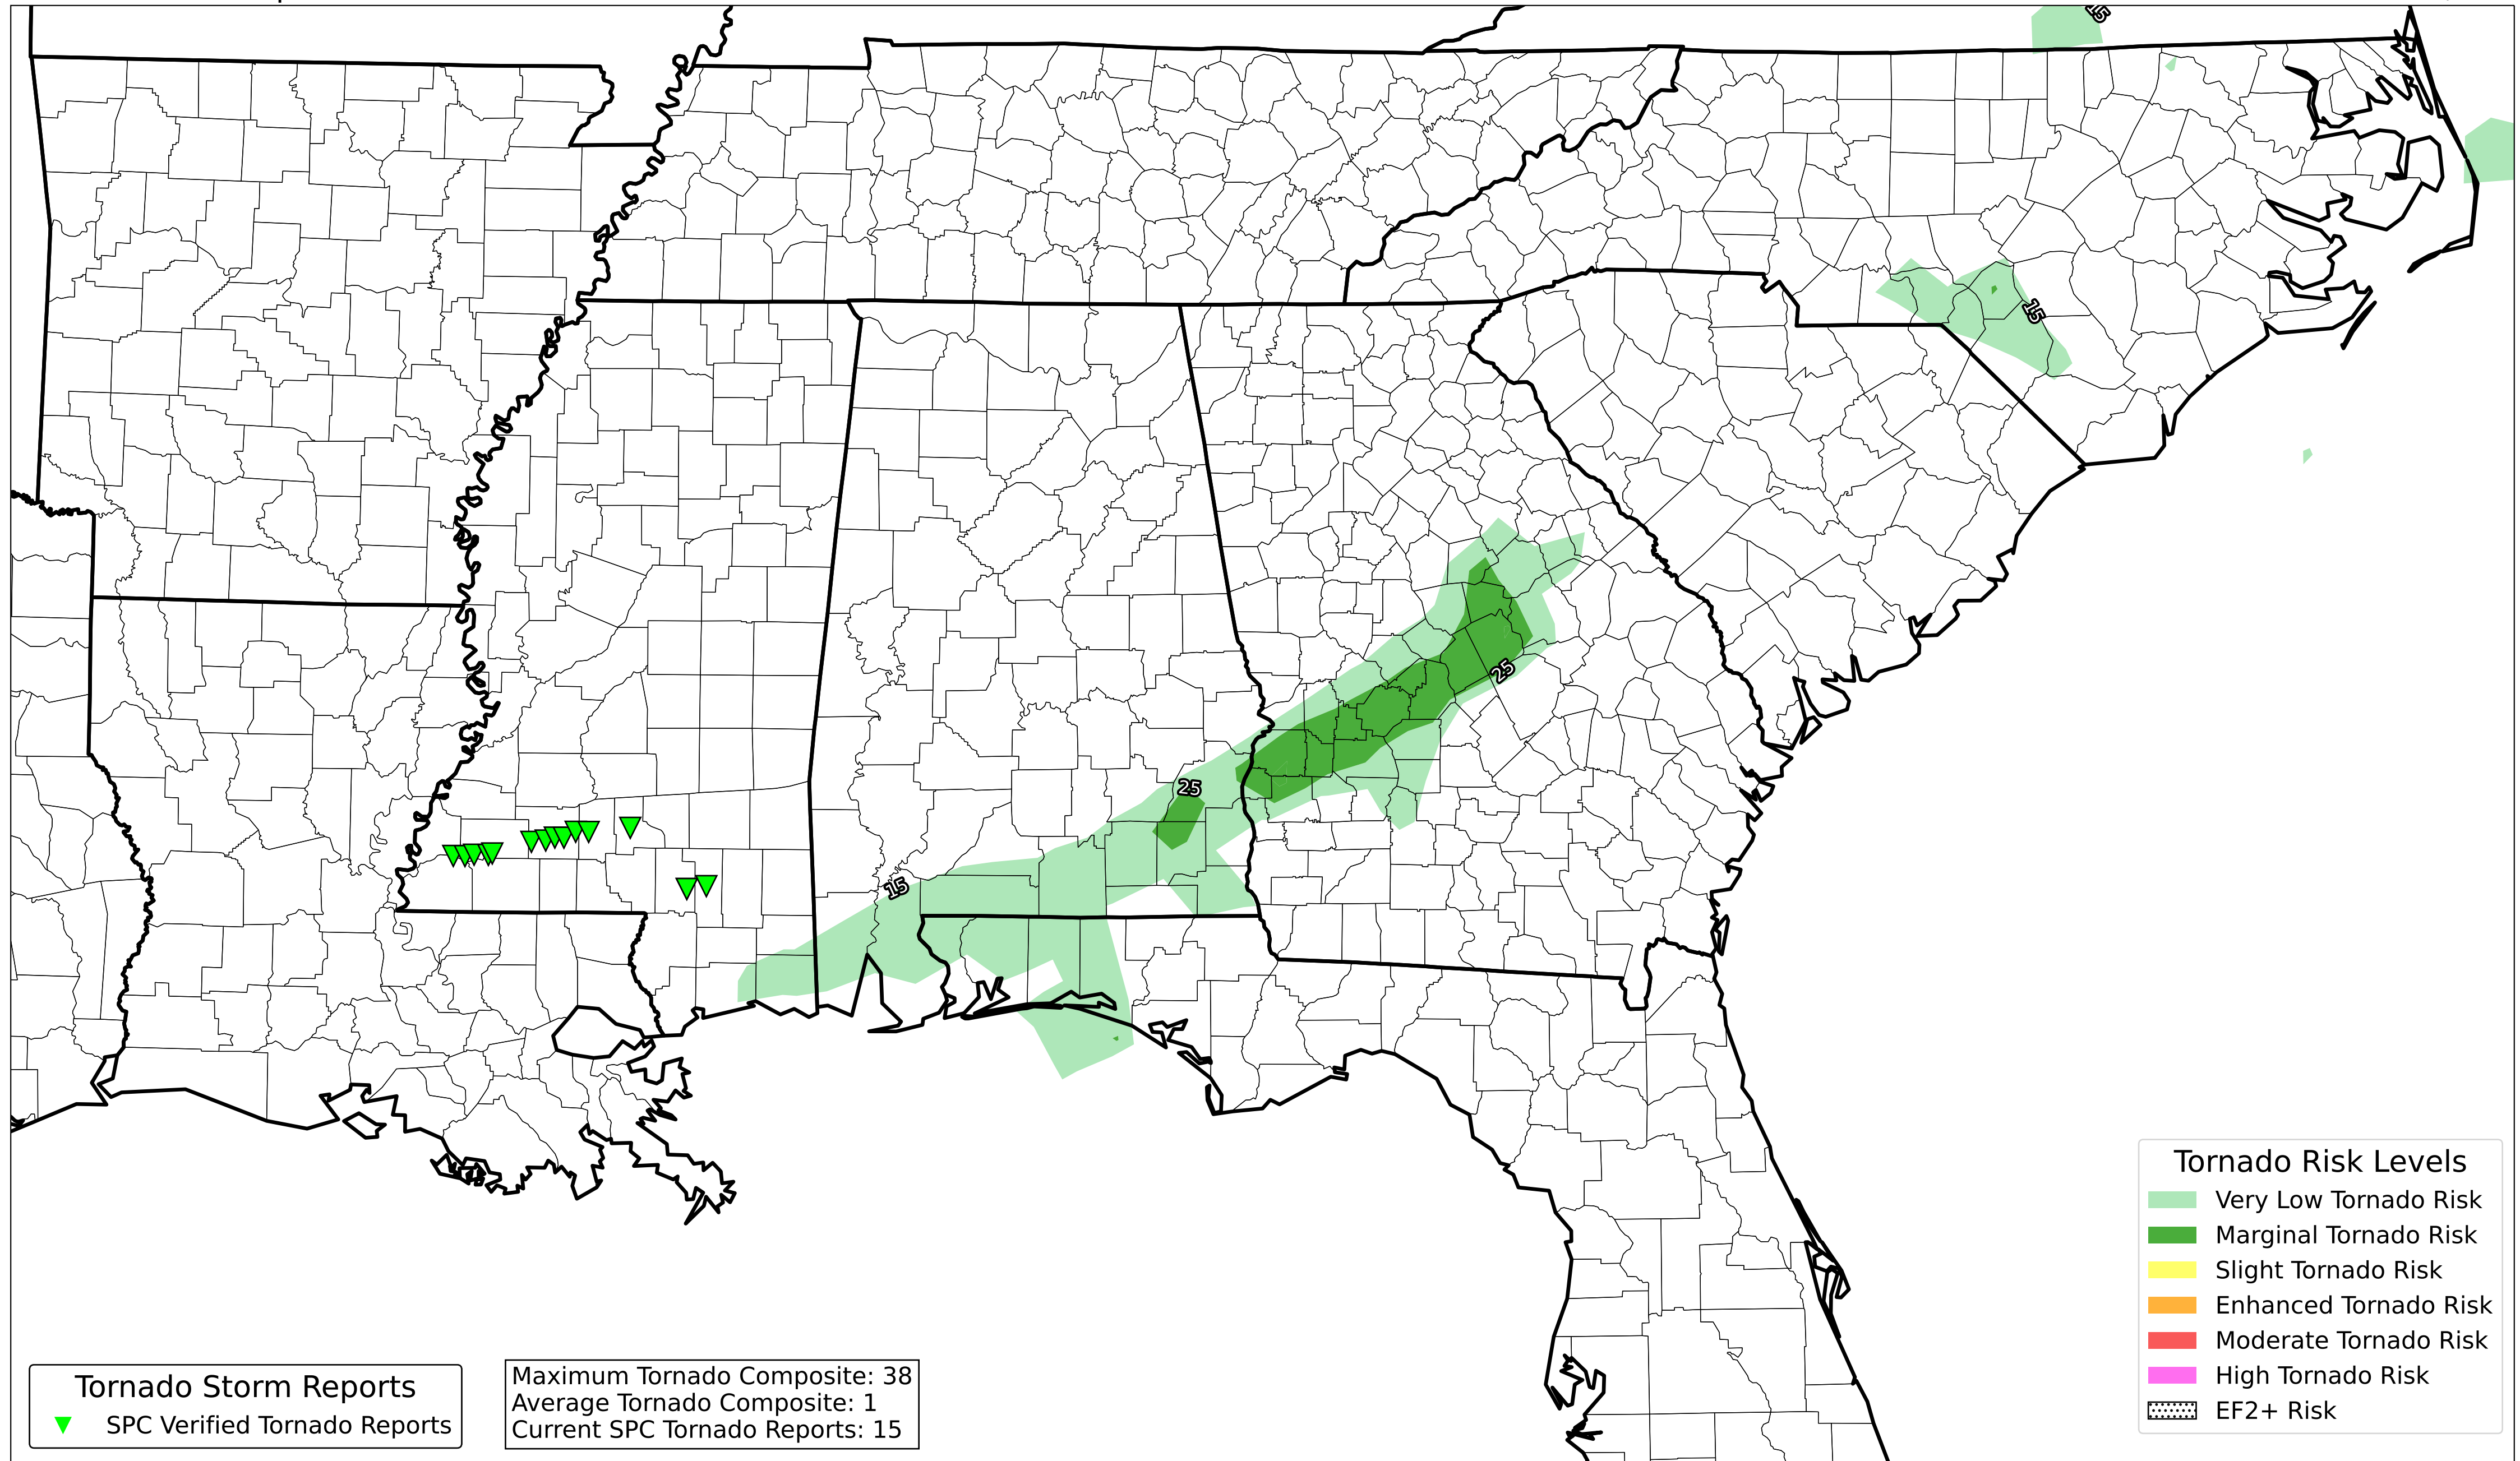 15
15
25
25
15
Tornado Risk Levels
Very Low Tornado Risk
Marginal Tornado Risk
Slight Tornado Risk
Enhanced Tornado Risk
Moderate Tornado Risk
High Tornado Risk
EF2+ Risk
Tornado Storm Reports
SPC Verified Tornado Reports
Maximum Tornado Composite: 38
Average Tornado Composite: 1
Current SPC Tornado Reports: 15